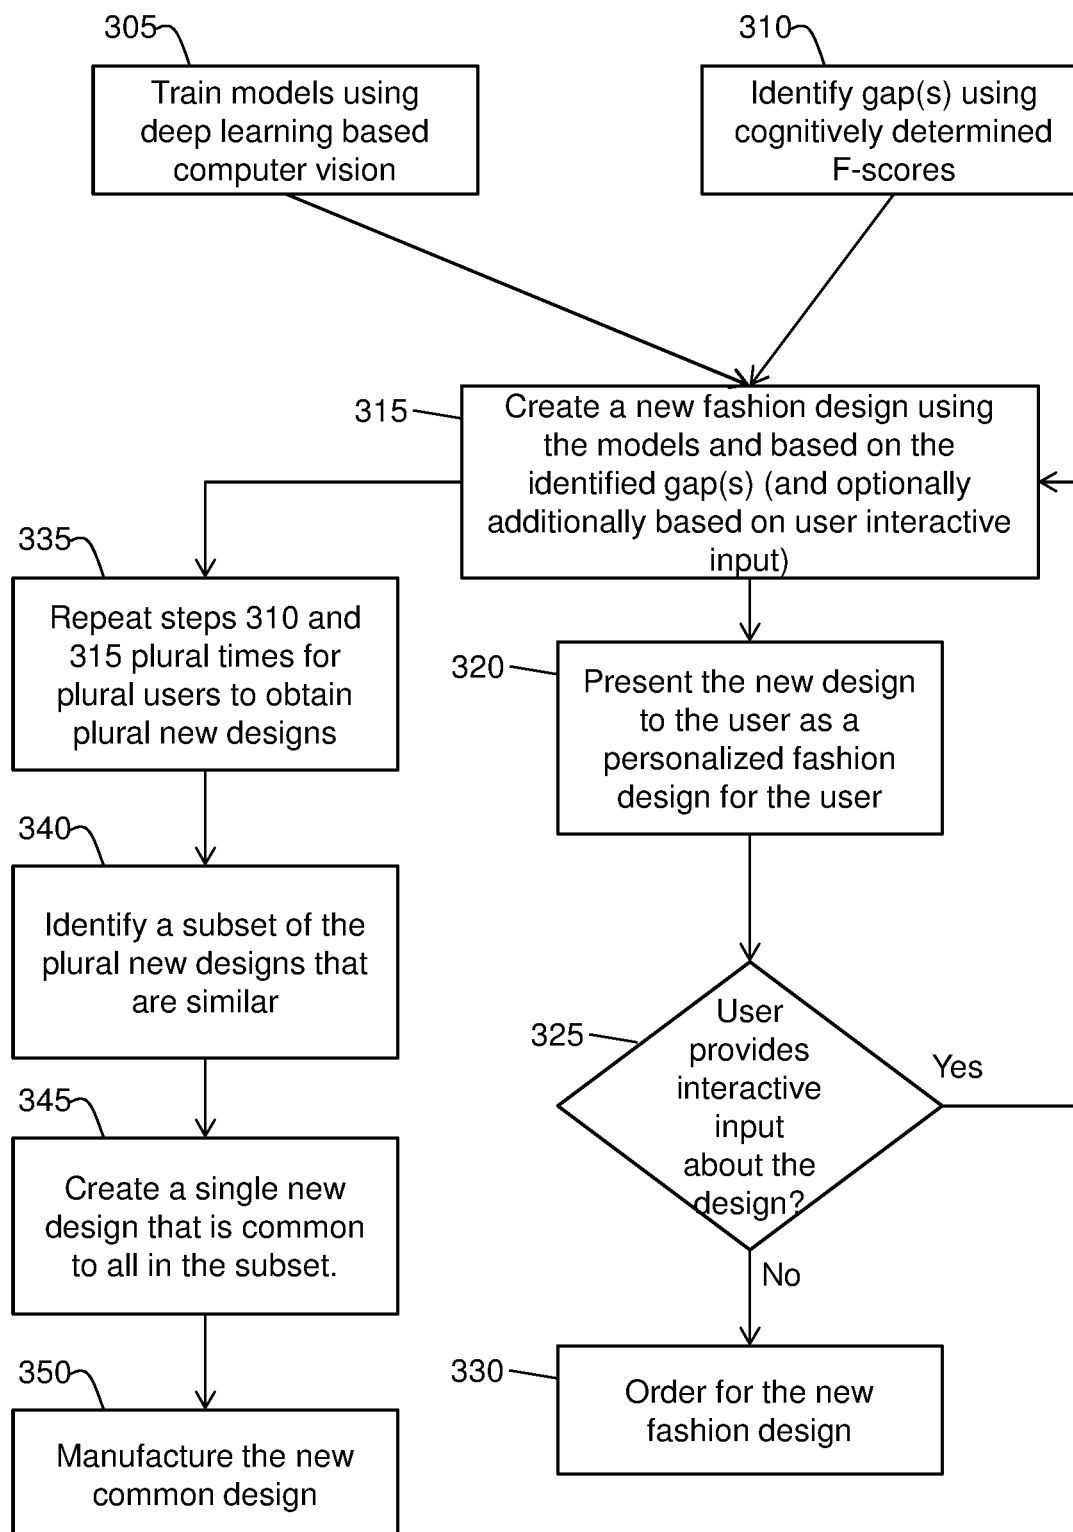 305
Train models using
deep learning based
computer vision
310
Identify gap(s) using
cognitively determined
F-scores
315
Create a new fashion design using
the models and based on the
identified gap(s) (and optionally
additionally based on user interactive
input)
335
Repeat steps 310 and
315 plural times for
plural users to obtain
plural new designs
320
Present the new design
to the user as a
personalized fashion
design for the user
340
Identify a subset of the
plural new designs that
are similar
325
User
provides
interactive
input
about the
design?
Yes
No
345
Create a single new
design that is common
to all in the subset.
330
Order for the new
fashion design
350
Manufacture the new
common design